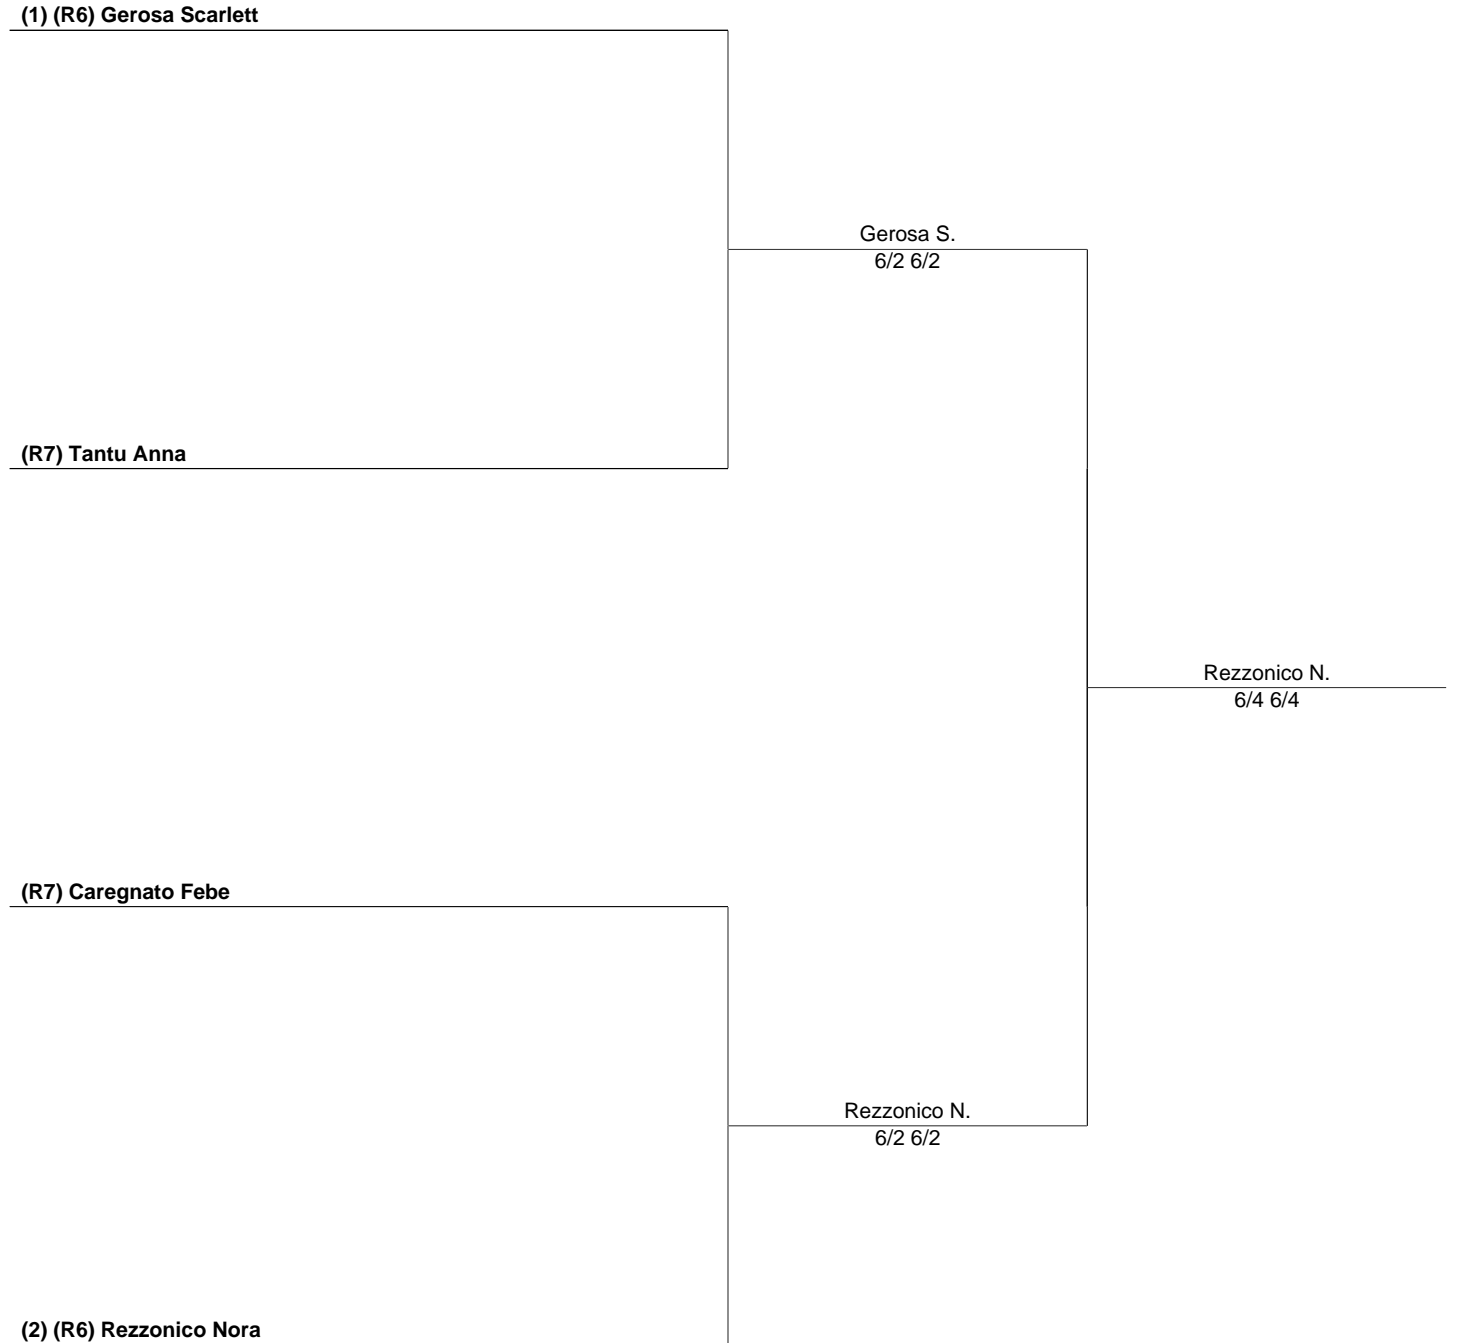 (1) (R6) Gerosa Scarlett
Gerosa S.
6/2 6/2
(R7) Tantu Anna
Rezzonico N.
6/4 6/4
(R7) Caregnato Febe
Rezzonico N.
6/2 6/2
(2) (R6) Rezzonico Nora